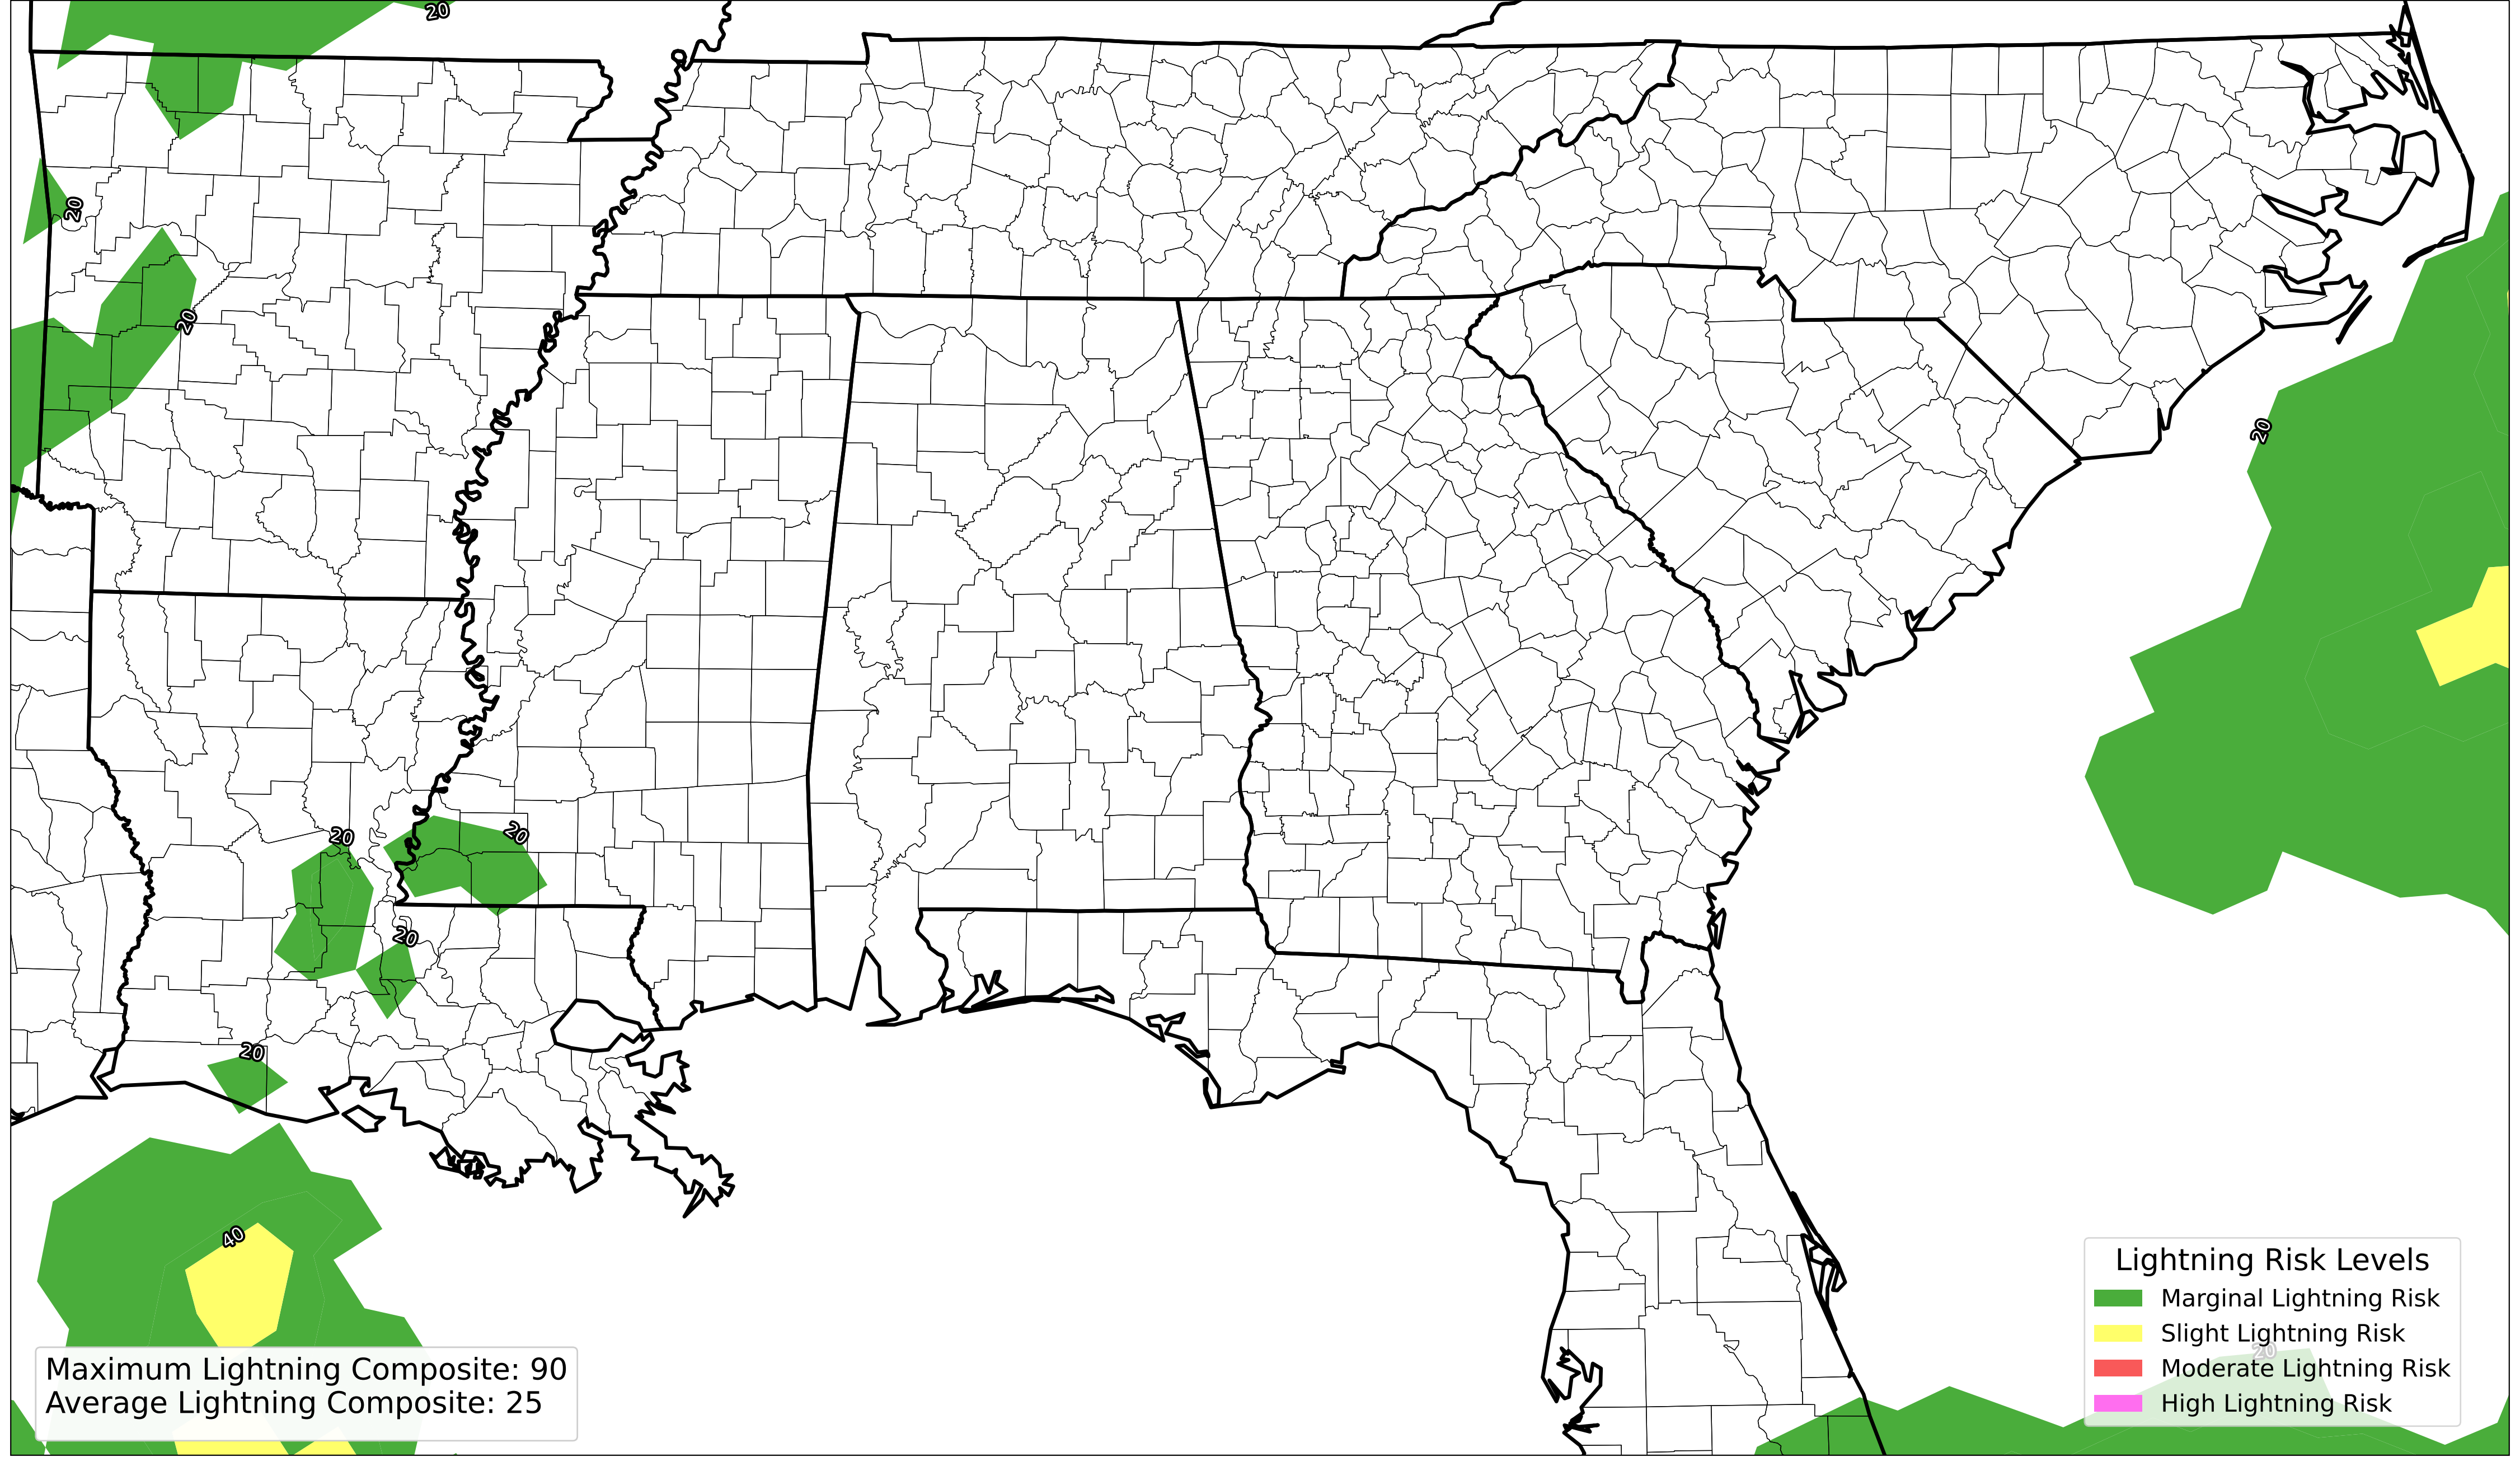 20
20
20
20
20
20
20
20
40
Maximum Lightning Composite: 90
Average Lightning Composite: 25
Lightning Risk Levels
Marginal Lightning Risk
Slight Lightning Risk
20
Moderate Lightning Risk
High Lightning Risk